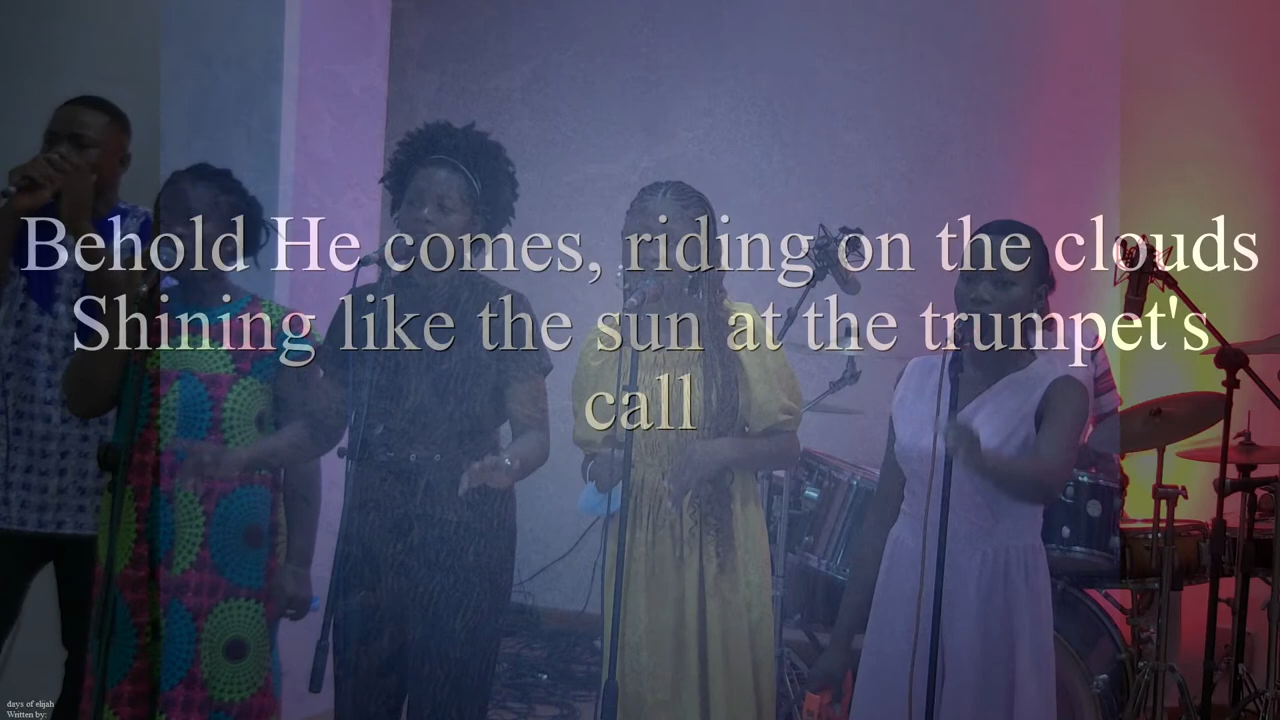 Behold He comes, riding on the clouds
Shining like the sun at the trumpet's
call
days of elijah
Written by: